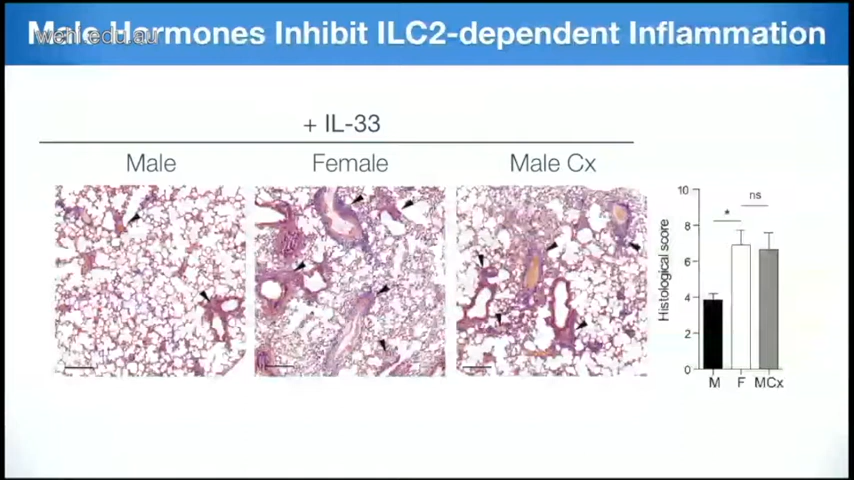 Male Hormones Inhibit ILC2-dependent Inflammation
wehi.edu.au
+ IL-33
Male
Female
Male Cx
10
8
6
4
2
0
Histological score
*
ns
M F MCx